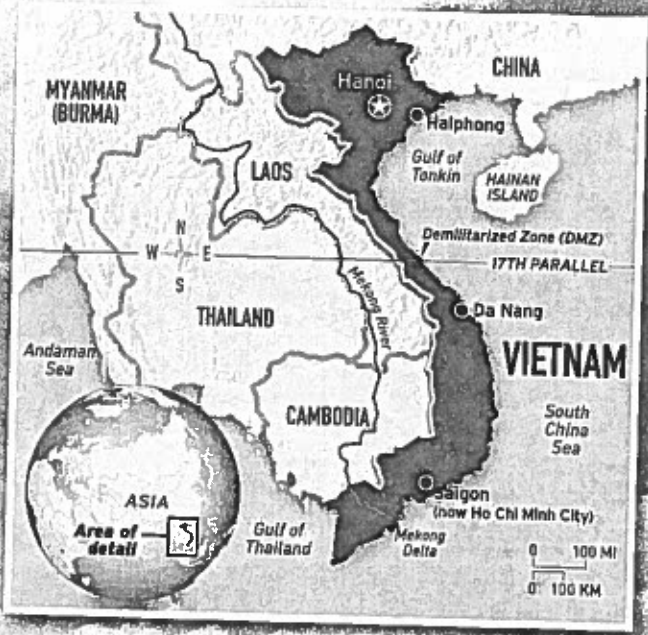 CHINA
MYANMAR
(BURMA)
Hanoi
Haiphong
LAOS
Gulf of
Tonkin
HAINAN
ISLAND
N
W E
S
Demilitarized Zone (DMZ)
17TH PARALLEL
Mekong River
THAILAND
Da Nang
Andaman
Sea
VIETNAM
CAMBODIA
South
China
Sea
ASIA
Area of
detail
Saigon
(now Ho Chi Minh City)
Gulf of
Thailand
Mekong
Delta
0 100 MI
0 100 KM